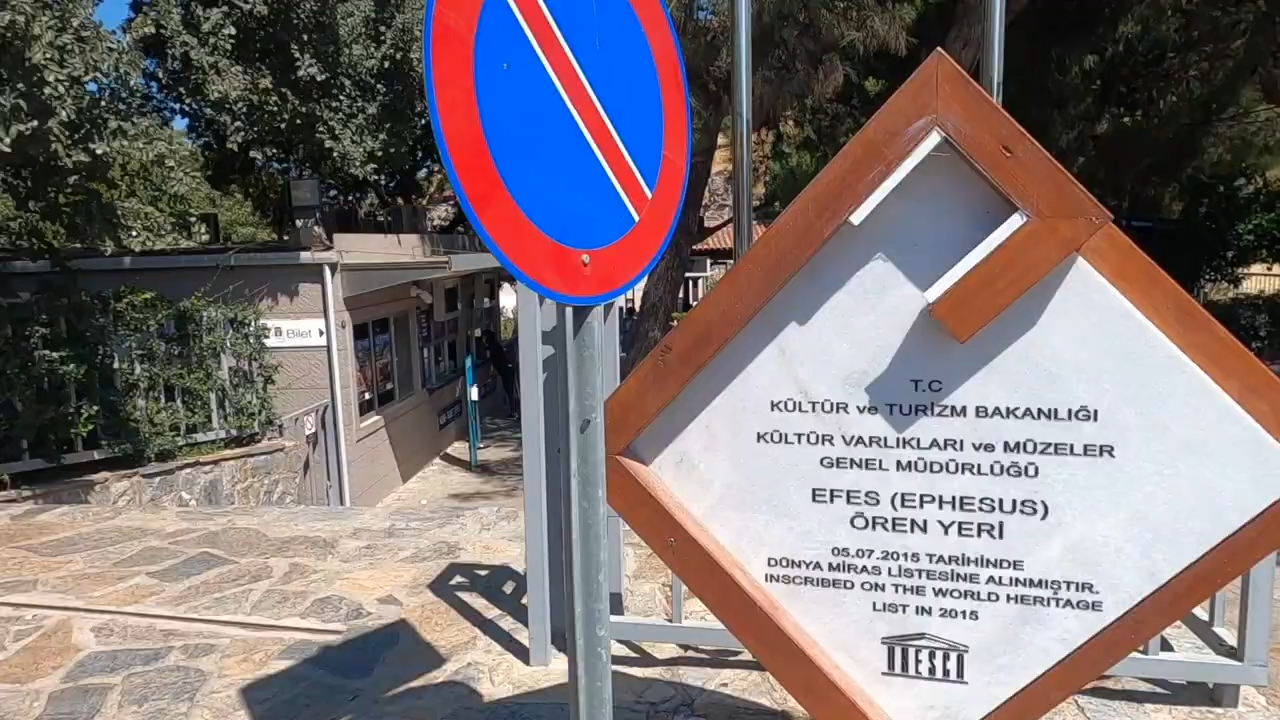 Bilet
T.C
KÜLTÜR ve TURİZM BAKANLIĞI
KÜLTÜR VARLIKLARI ve MÜZELER
GENEL MÜDÜRLÜĞÜ
EFES (EPHESUS)
ÖREN YERİ
05.07.2015 TARİHİNDE
DÜNYA MİRAS LİSTESİNE ALINMIŞTIR.
INSCRIBED ON THE WORLD HERITAGE
LIST IN 2015
UNESCO